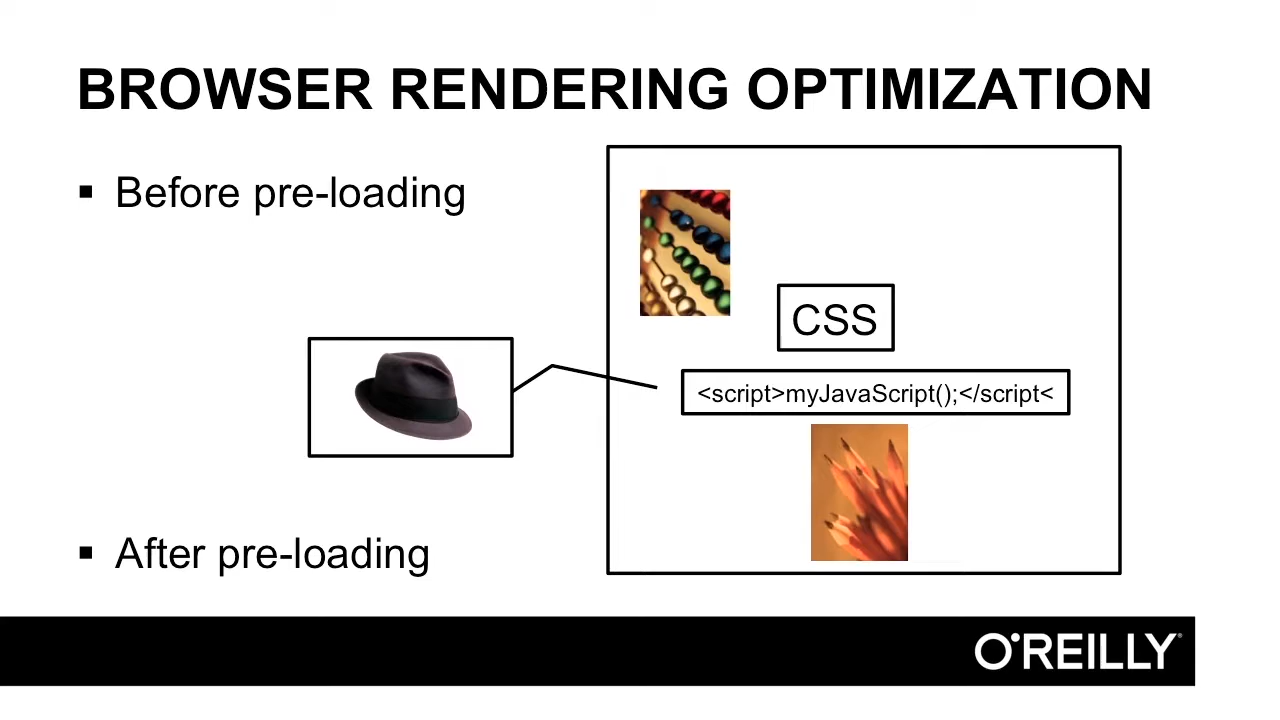 BROWSER RENDERING OPTIMIZATION
Before pre-loading
CSS
<script>myJavaScript();</script<
After pre-loading
O'REILLY®